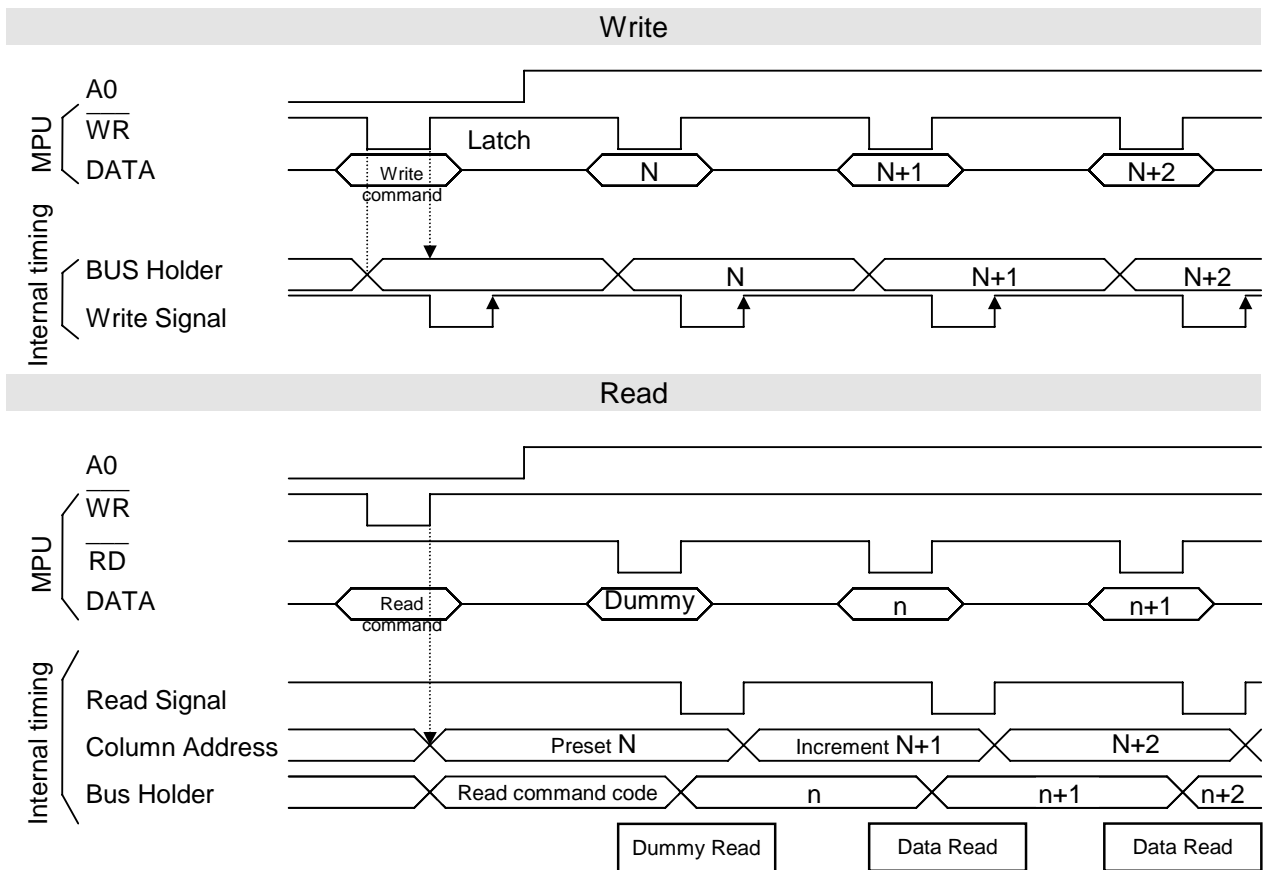 Write
A0
WR
DATA
MPU
Latch
Write
command
N
N+1
N+2
Internal timing
BUS Holder
Write Signal
N
N+1
N+2
Read
A0
WR
RD
DATA
MPU
Read
command
Dummy
n
n+1
Internal timing
Read Signal
Column Address
Bus Holder
Preset N
Increment N+1
N+2
Read command code
n
n+1
n+2
Dummy Read
Data Read
Data Read